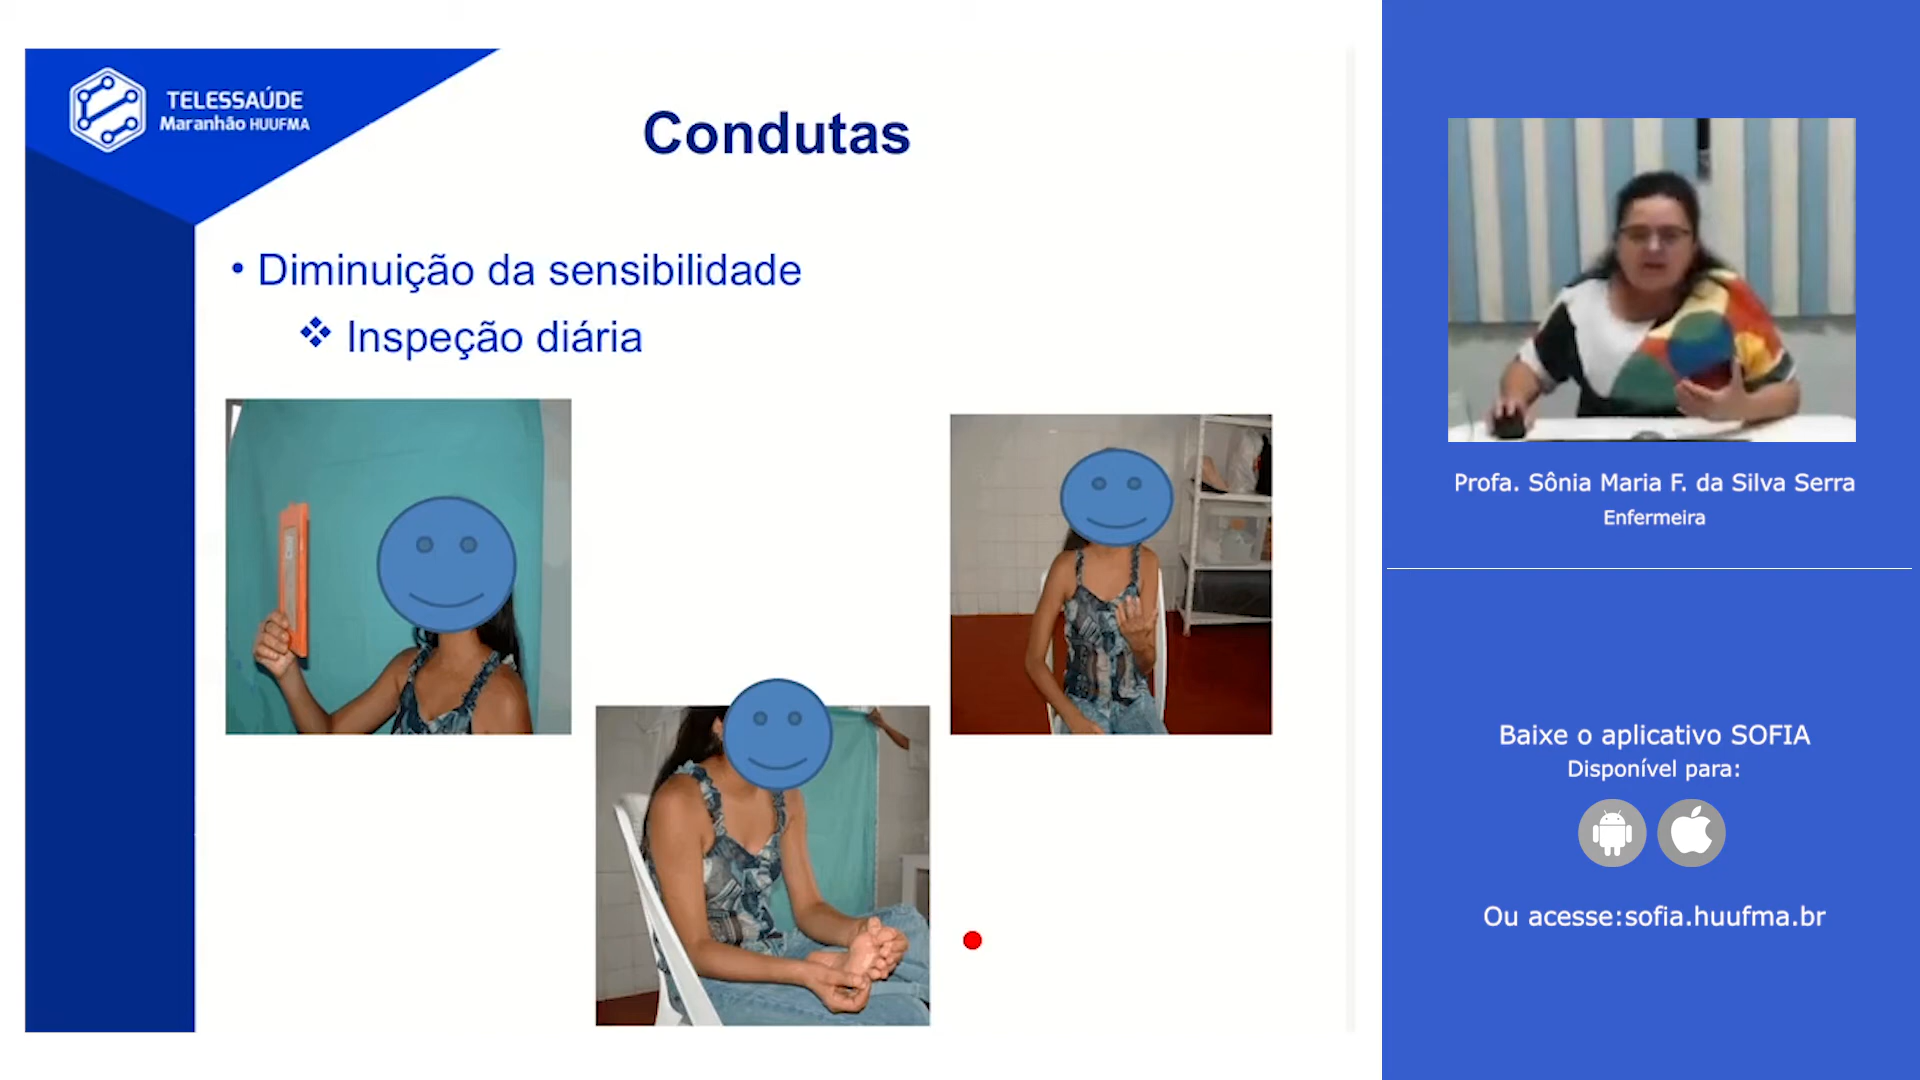 TELESSAÚDE
Maranhão HUUFMA
Condutas
• Diminuição da sensibilidade
❖ Inspeção diária
Profa. Sônia Maria F. da Silva Serra
Enfermeira
Baixe o aplicativo SOFIA
Disponível para:
Ou acesse:sofia.huufma.br